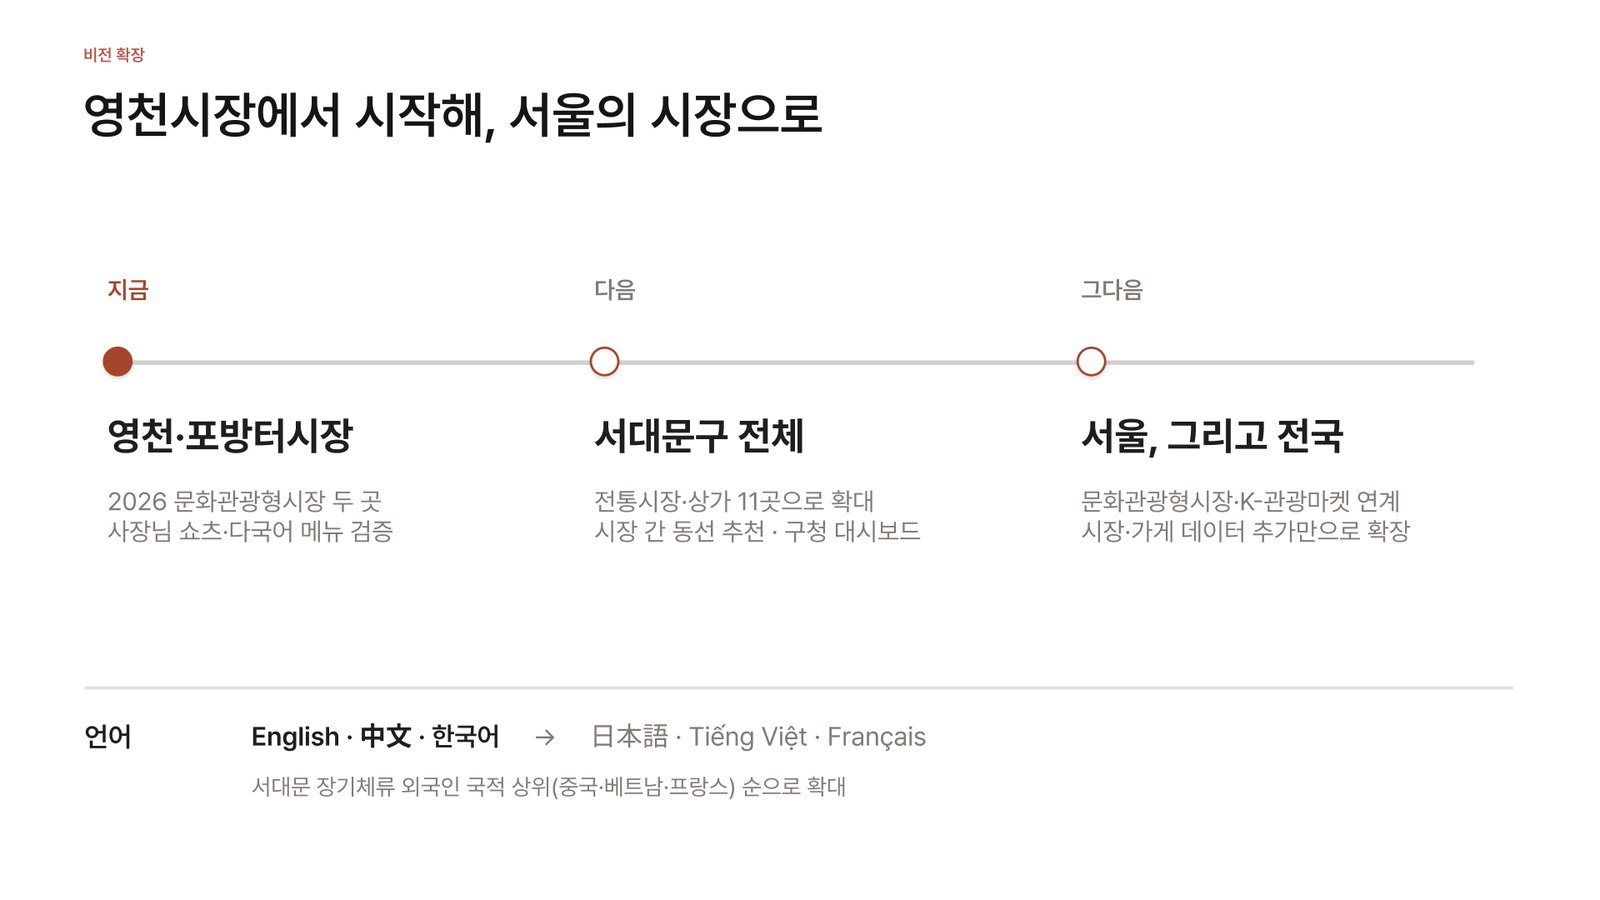 비전 확장
영천시장에서 시작해, 서울의 시장으로
지금
다음
그다음
영천·포방터시장
2026 문화관광형시장 두 곳
사장님 쇼츠·다국어 메뉴 검증
서대문구 전체
전통시장·상가 11곳으로 확대
시장 간 동선 추천 · 구청 대시보드
서울, 그리고 전국
문화관광형시장·K-관광마켓 연계
시장·가게 데이터 추가만으로 확장
언어
English · 中文 · 한국어 → 日本語 · Tiếng Việt · Français
서대문 장기체류 외국인 국적 상위(중국·베트남·프랑스) 순으로 확대